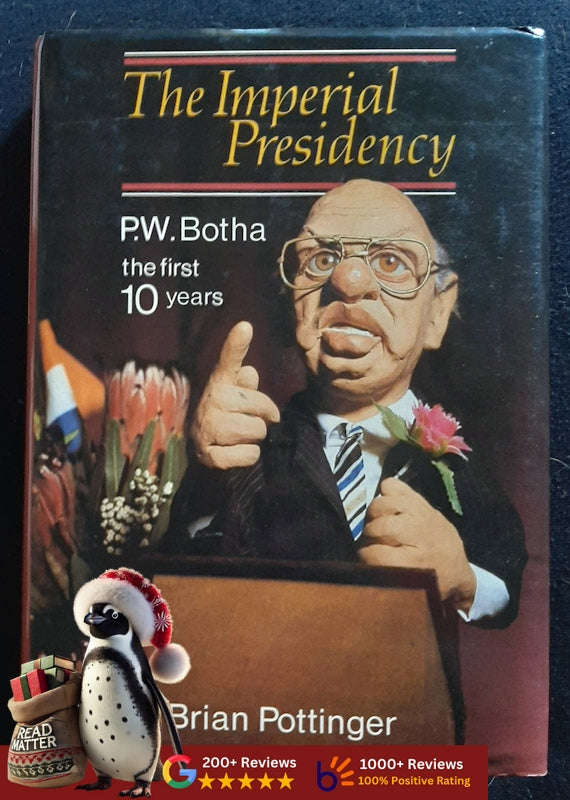 The Imperial
Presidency
P.W. Botha
the first
10 years
Brian Pottinger
READ
MATTER
200+ Reviews
1000+ Reviews
100% Positive Rating